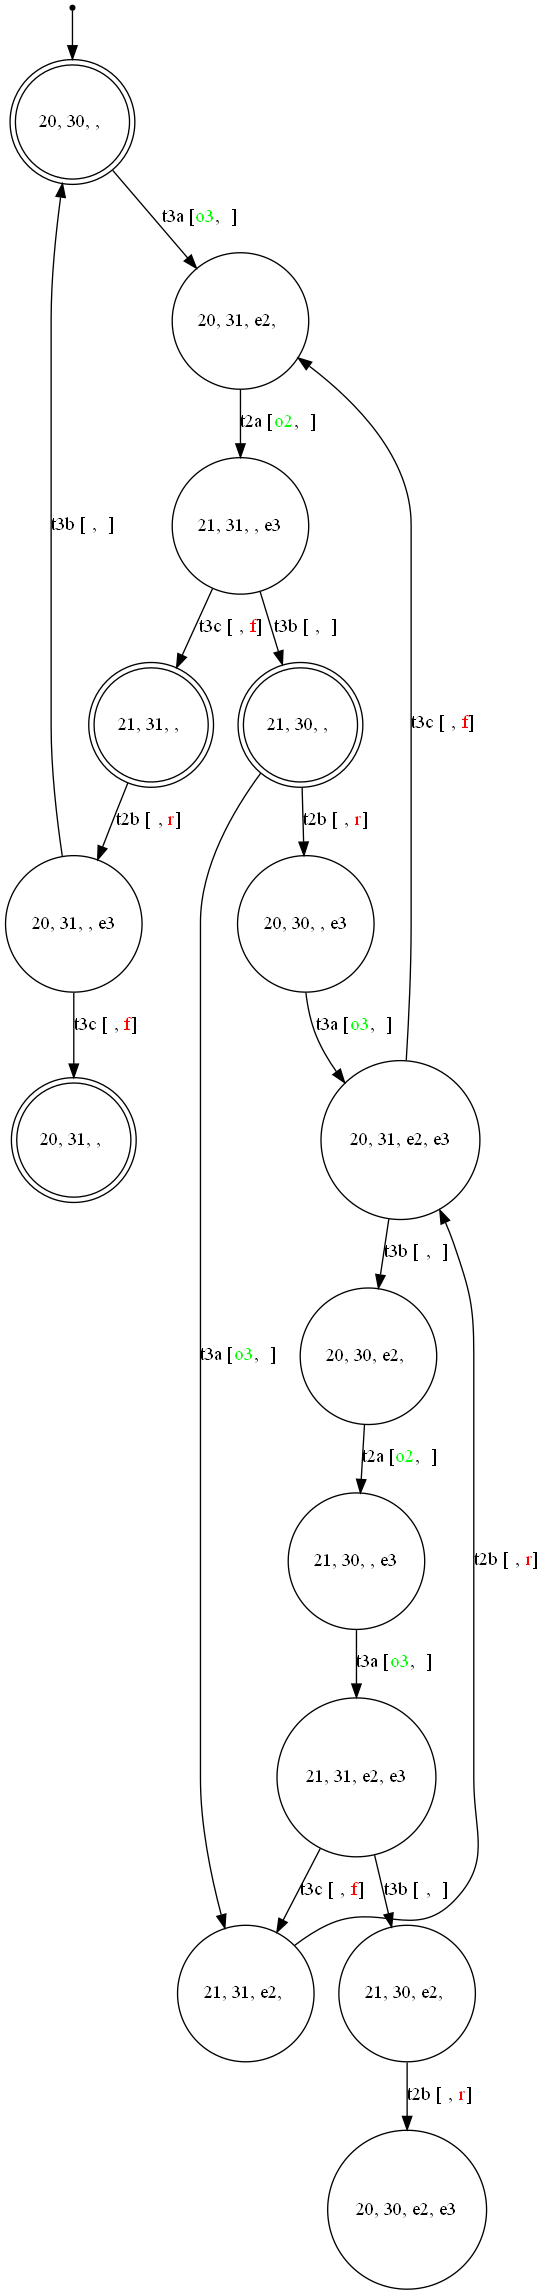 20, 30, ,
t3a [o3, ]
20, 31, e2,
t2a [o2, ]
21, 31, , e3
t3b [ , ]
t3c [ , f]
t3b [ , ]
21, 31, ,
21, 30, ,
t3c [ , f]
t2b [ , r]
t2b [ , r]
20, 31, , e3
20, 30, , e3
t3c [ , f]
t3a [o3, ]
20, 31, ,
20, 31, e2, e3
t3b [ , ]
t3a [o3, ]
20, 30, e2,
t2a [o2, ]
21, 30, , e3
t2b [ , r]
t3a [o3, ]
21, 31, e2, e3
t3c [ , f]
t3b [ , ]
21, 31, e2,
21, 30, e2,
t2b [ , r]
20, 30, e2, e3